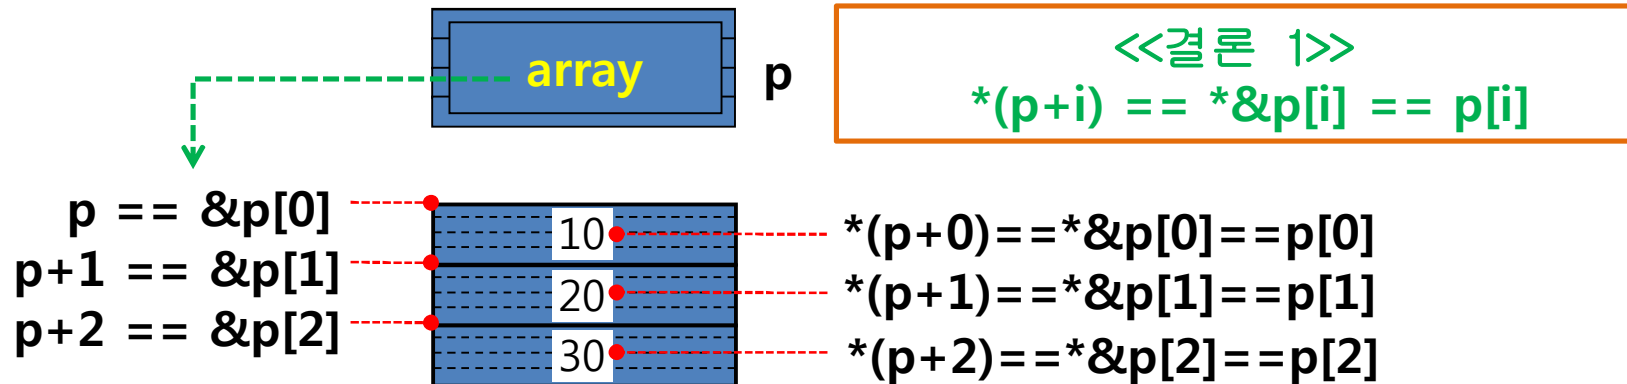 array
p
<<결론 1>>
*(p+i) == *&p[i] == p[i]
p == &p[0]
p+1 == &p[1]
p+2 == &p[2]
10
20
30
*(p+0)==*&p[0]==p[0]
*(p+1)==*&p[1]==p[1]
*(p+2)==*&p[2]==p[2]